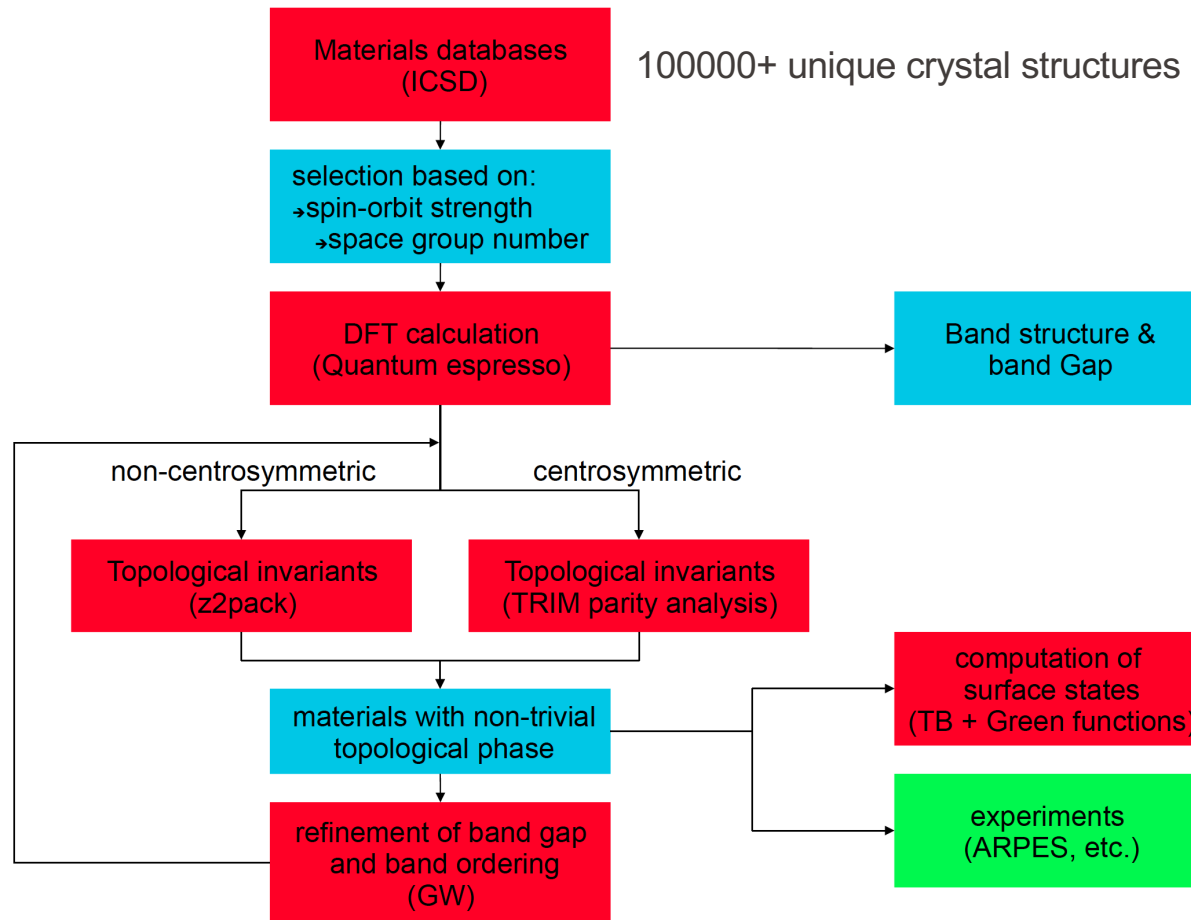 Materials databases
(ICSD)
100000+ unique crystal structures
selection based on:
➔spin-orbit strength
➔space group number
DFT calculation
(Quantum espresso)
Band structure &
band Gap
non-centrosymmetric
centrosymmetric
Topological invariants
(z2pack)
Topological invariants
(TRIM parity analysis)
materials with non-trivial
topological phase
computation of
surface states
(TB + Green functions)
refinement of band gap
and band ordering
(GW)
experiments
(ARPES, etc.)